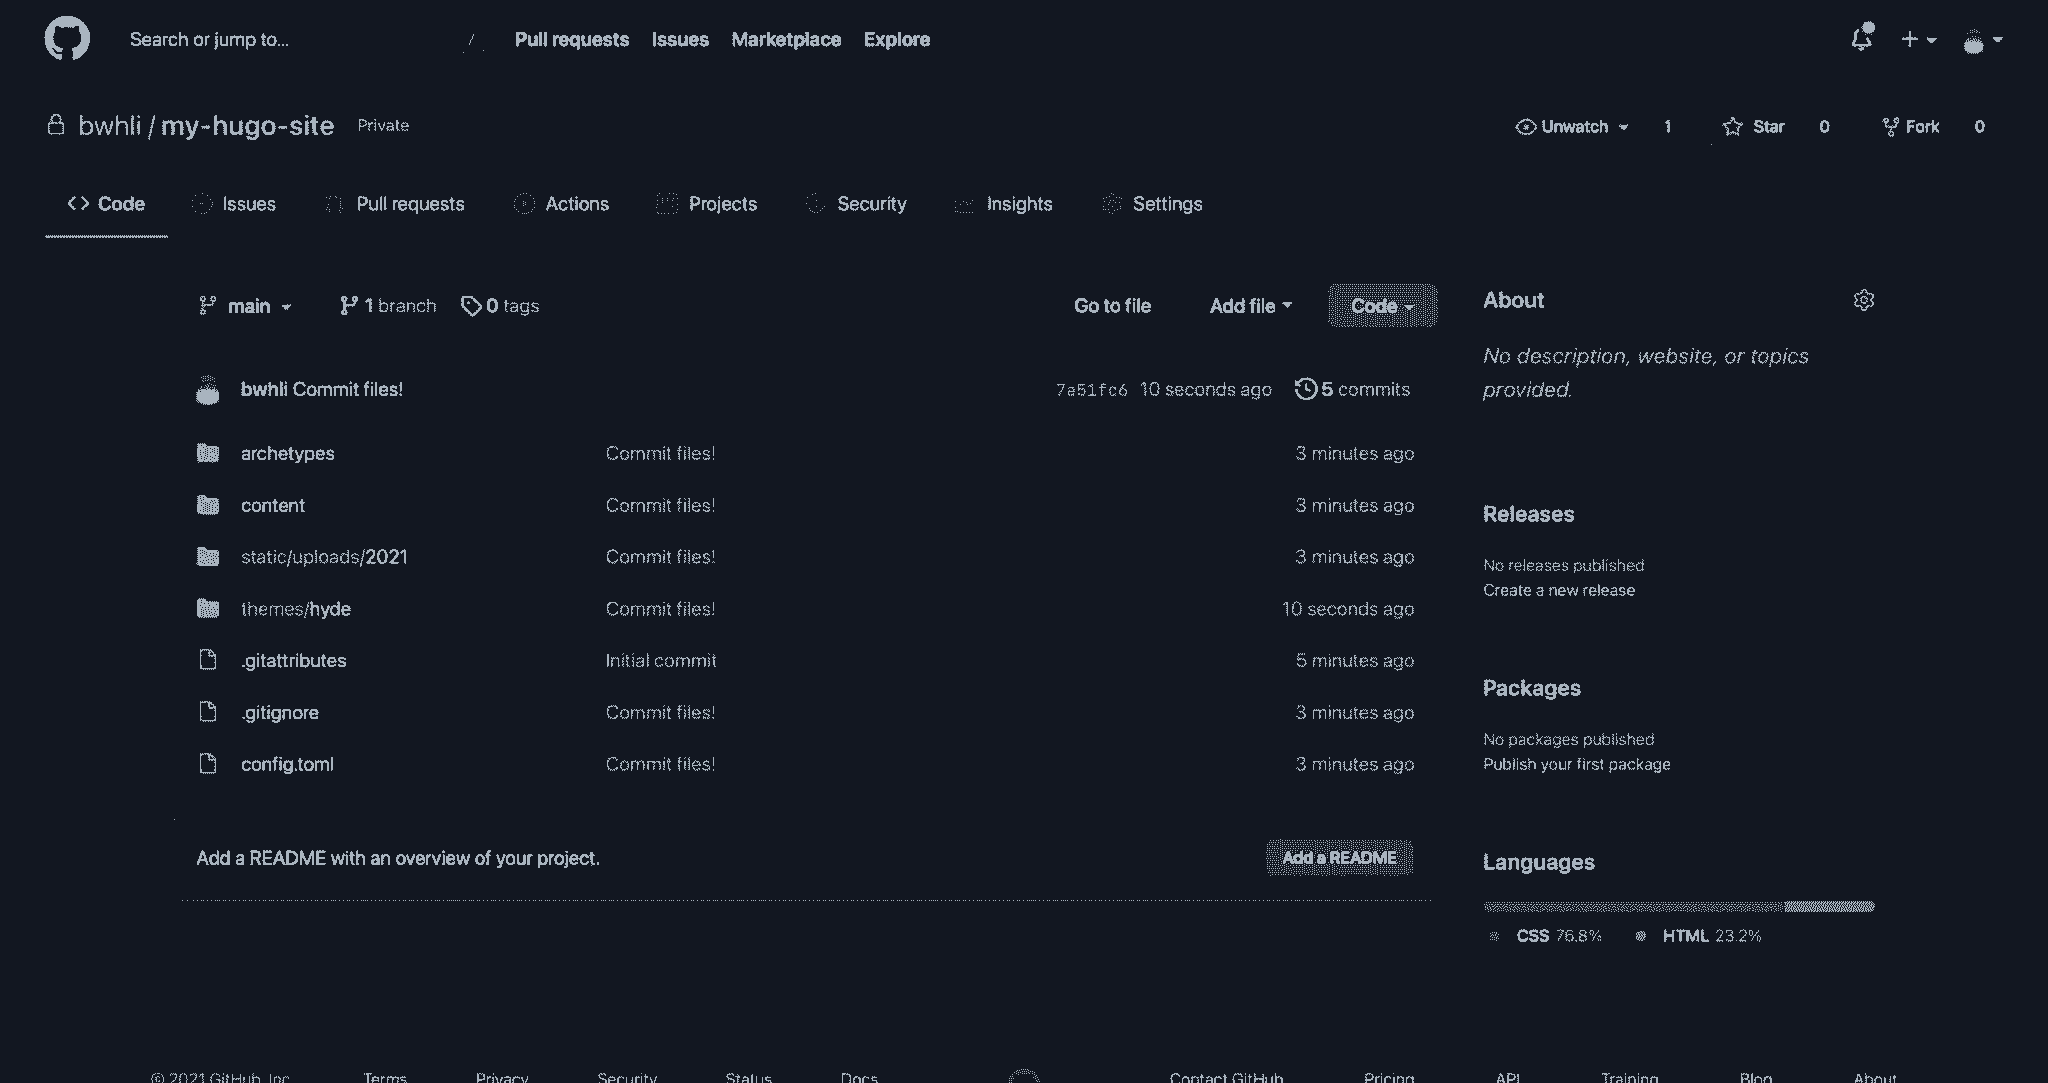 Search or jump to... / Pull requests Issues Marketplace Explore
bwhli / my-hugo-site Private Unwatch 1 Star 0 Fork 0
Code Issues Pull requests Actions Projects Security Insights Settings
main 1 branch 0 tags Go to file Add file Code
bwhli Commit files! 7a51fc6 10 seconds ago 5 commits
archetypes Commit files! 3 minutes ago
content Commit files! 3 minutes ago
static/uploads/2021 Commit files! 3 minutes ago
themes/hyde Commit files! 10 seconds ago
.gitattributes Initial commit 5 minutes ago
.gitignore Commit files! 3 minutes ago
config.toml Commit files! 3 minutes ago
Add a README with an overview of your project. Add a README
About
No description, website, or topics
provided.
Releases
No releases published
Create a new release
Packages
No packages published
Publish your first package
Languages
CSS 76.8% HTML 23.2%
© 2021 GitHub, Inc. Terms Privacy Security Status Docs Contact GitHub Pricing API Training Blog About